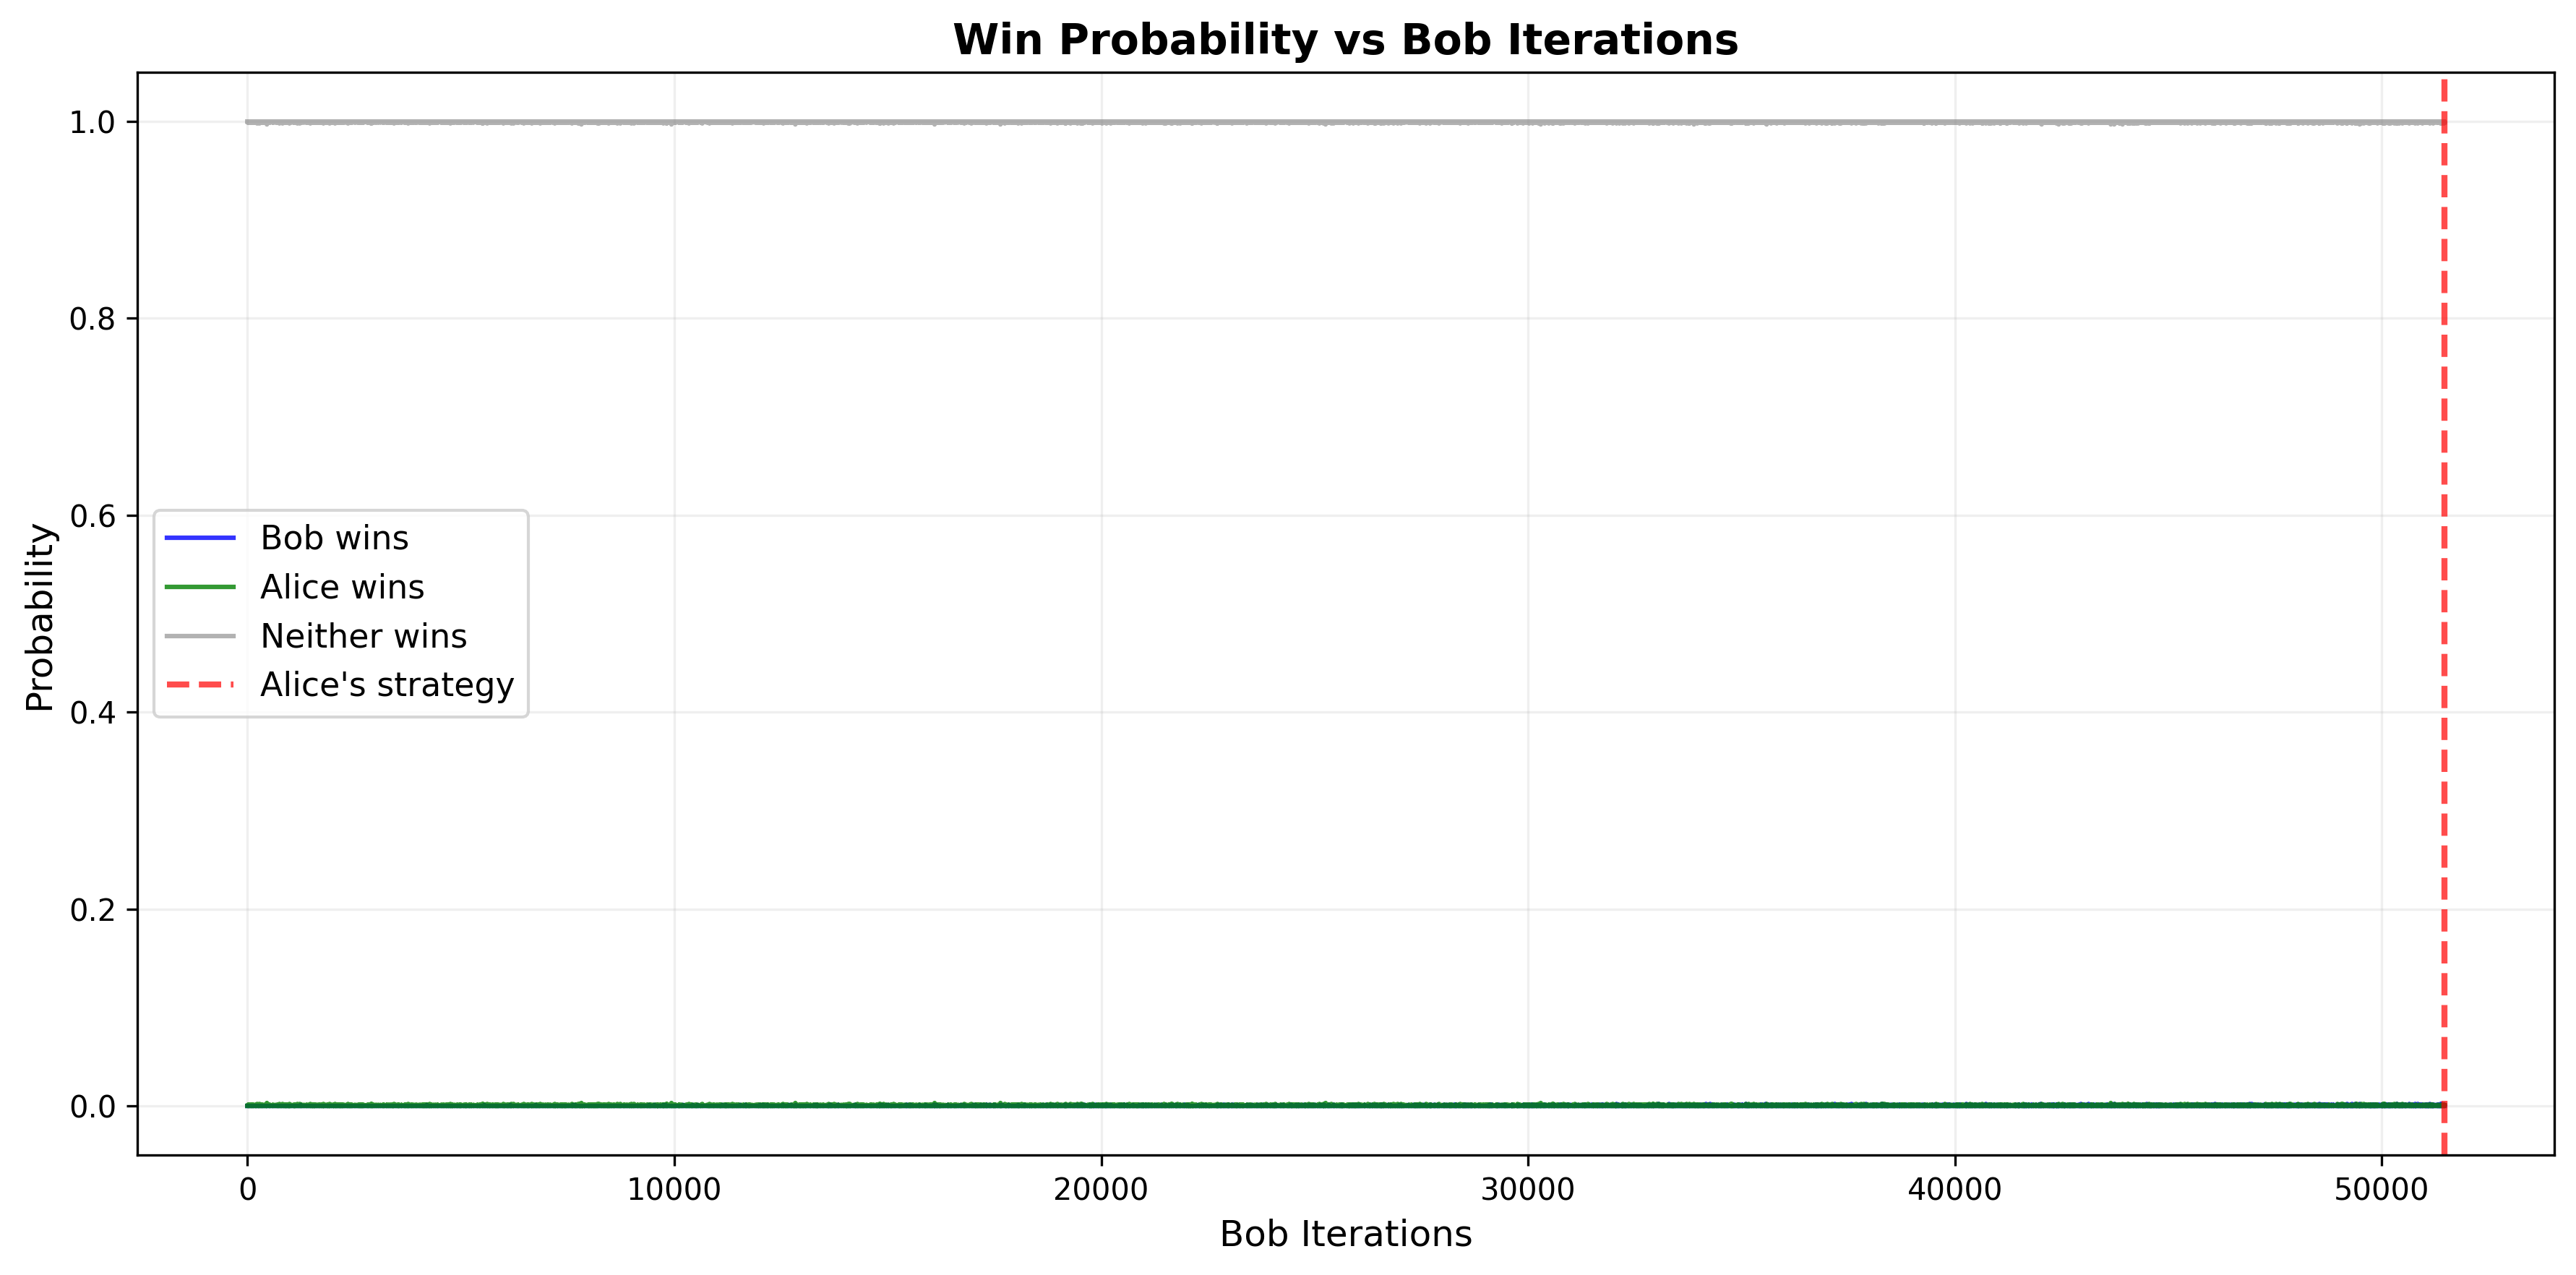 Win Probability vs Bob Iterations
Probability
1.0
0.8
0.6
0.4
0.2
0.0
Bob wins
Alice wins
Neither wins
Alice's strategy
0 10000 20000 30000 40000 50000
Bob Iterations